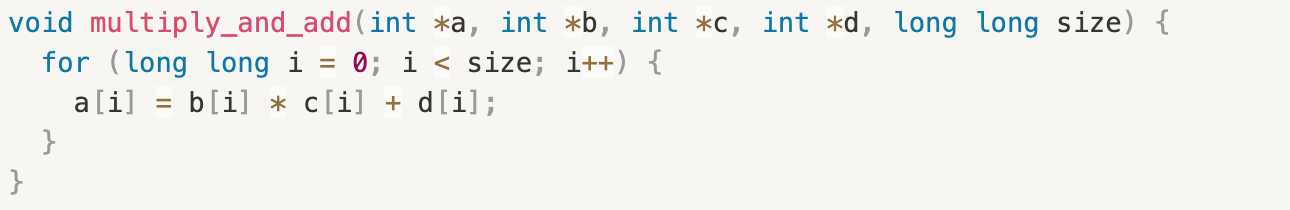 void multiply_and_add(int *a, int *b, int *c, int *d, long long size) {
  for (long long i = 0; i < size; i++) {
    a[i] = b[i] * c[i] + d[i];
  }
}